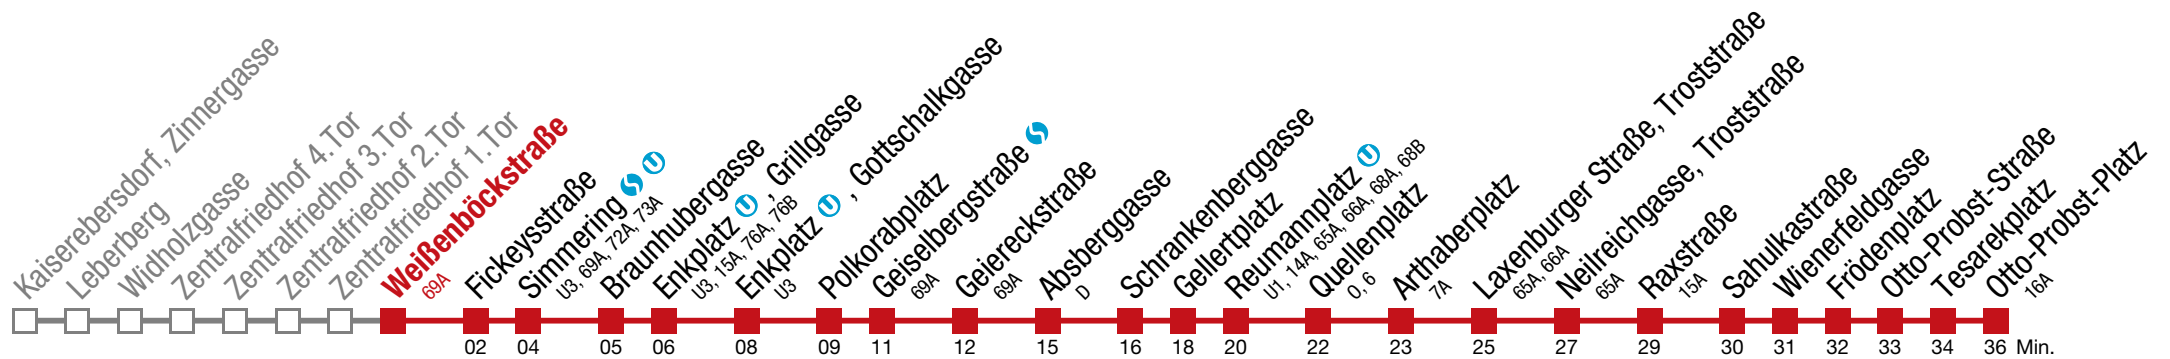 Kaiserebersdorf, Zinnergasse
Leberberg
Widholzgasse
Zentralfriedhof 4.Tor
Zentralfriedhof 3.Tor
Zentralfriedhof 2.Tor
Zentralfriedhof 1.Tor
Weißenböckstraße
69A
Fickeysstraße
Simmering S U
U3, 69A, 72A, 73A
Braunhubergasse
Enkplatz U , Grillgasse
U3, 15A, 76A, 76B
Enkplatz U , Gottschalkgasse
U3
Polkorabplatz
Geiselbergstraße S
69A
Geiereckstraße
69A
Absberggasse
D
Schrankenberggasse
Gellertplatz
Reumannplatz U
U1, 14A, 65A, 66A, 68A, 68B
Quellenplatz
O, 6
Arthaberplatz
7A
Laxenburger Straße, Troststraße
65A, 66A
Neilreichgasse, Troststraße
65A
Raxstraße
15A
Sahulkastraße
Wienerfeldgasse
Frödenplatz
Otto-Probst-Straße
Tesarekplatz
Otto-Probst-Platz
16A
02 04 05 06 08 09 11 12 15 16 18 20 22 23 25 27 29 30 31 32 33 34 36 Min.